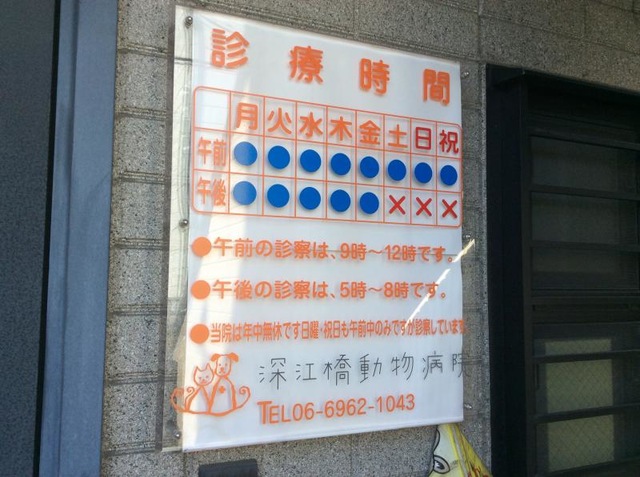 診療時間
月 火 水 木 金 土 日 祝
午前 ● ● ● ● ● ● ● ●
午後 ● ● ● ● ● × × ×
●午前の診察は、9時～12時です。
●午後の診察は、5時～8時です。
●当院は年中無休です日曜・祝日も午前中のみですが診察しています
深江橋動物病院
TEL06-6962-1043